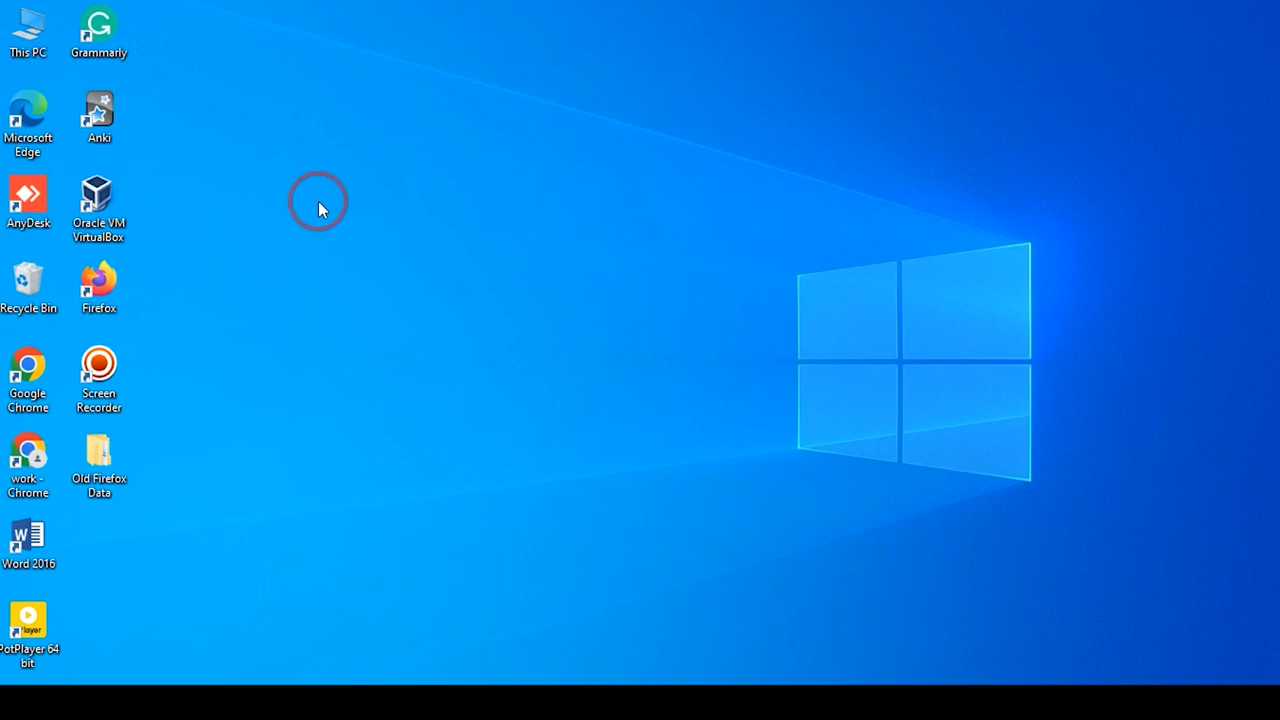 This PC
Grammarly
Microsoft
Edge
Anki
AnyDesk
Oracle VM
VirtualBox
Recycle Bin
Firefox
Google
Chrome
Screen
Recorder
work -
Chrome
Old Firefox
Data
W
Word 2016
Player
PotPlayer 64
bit